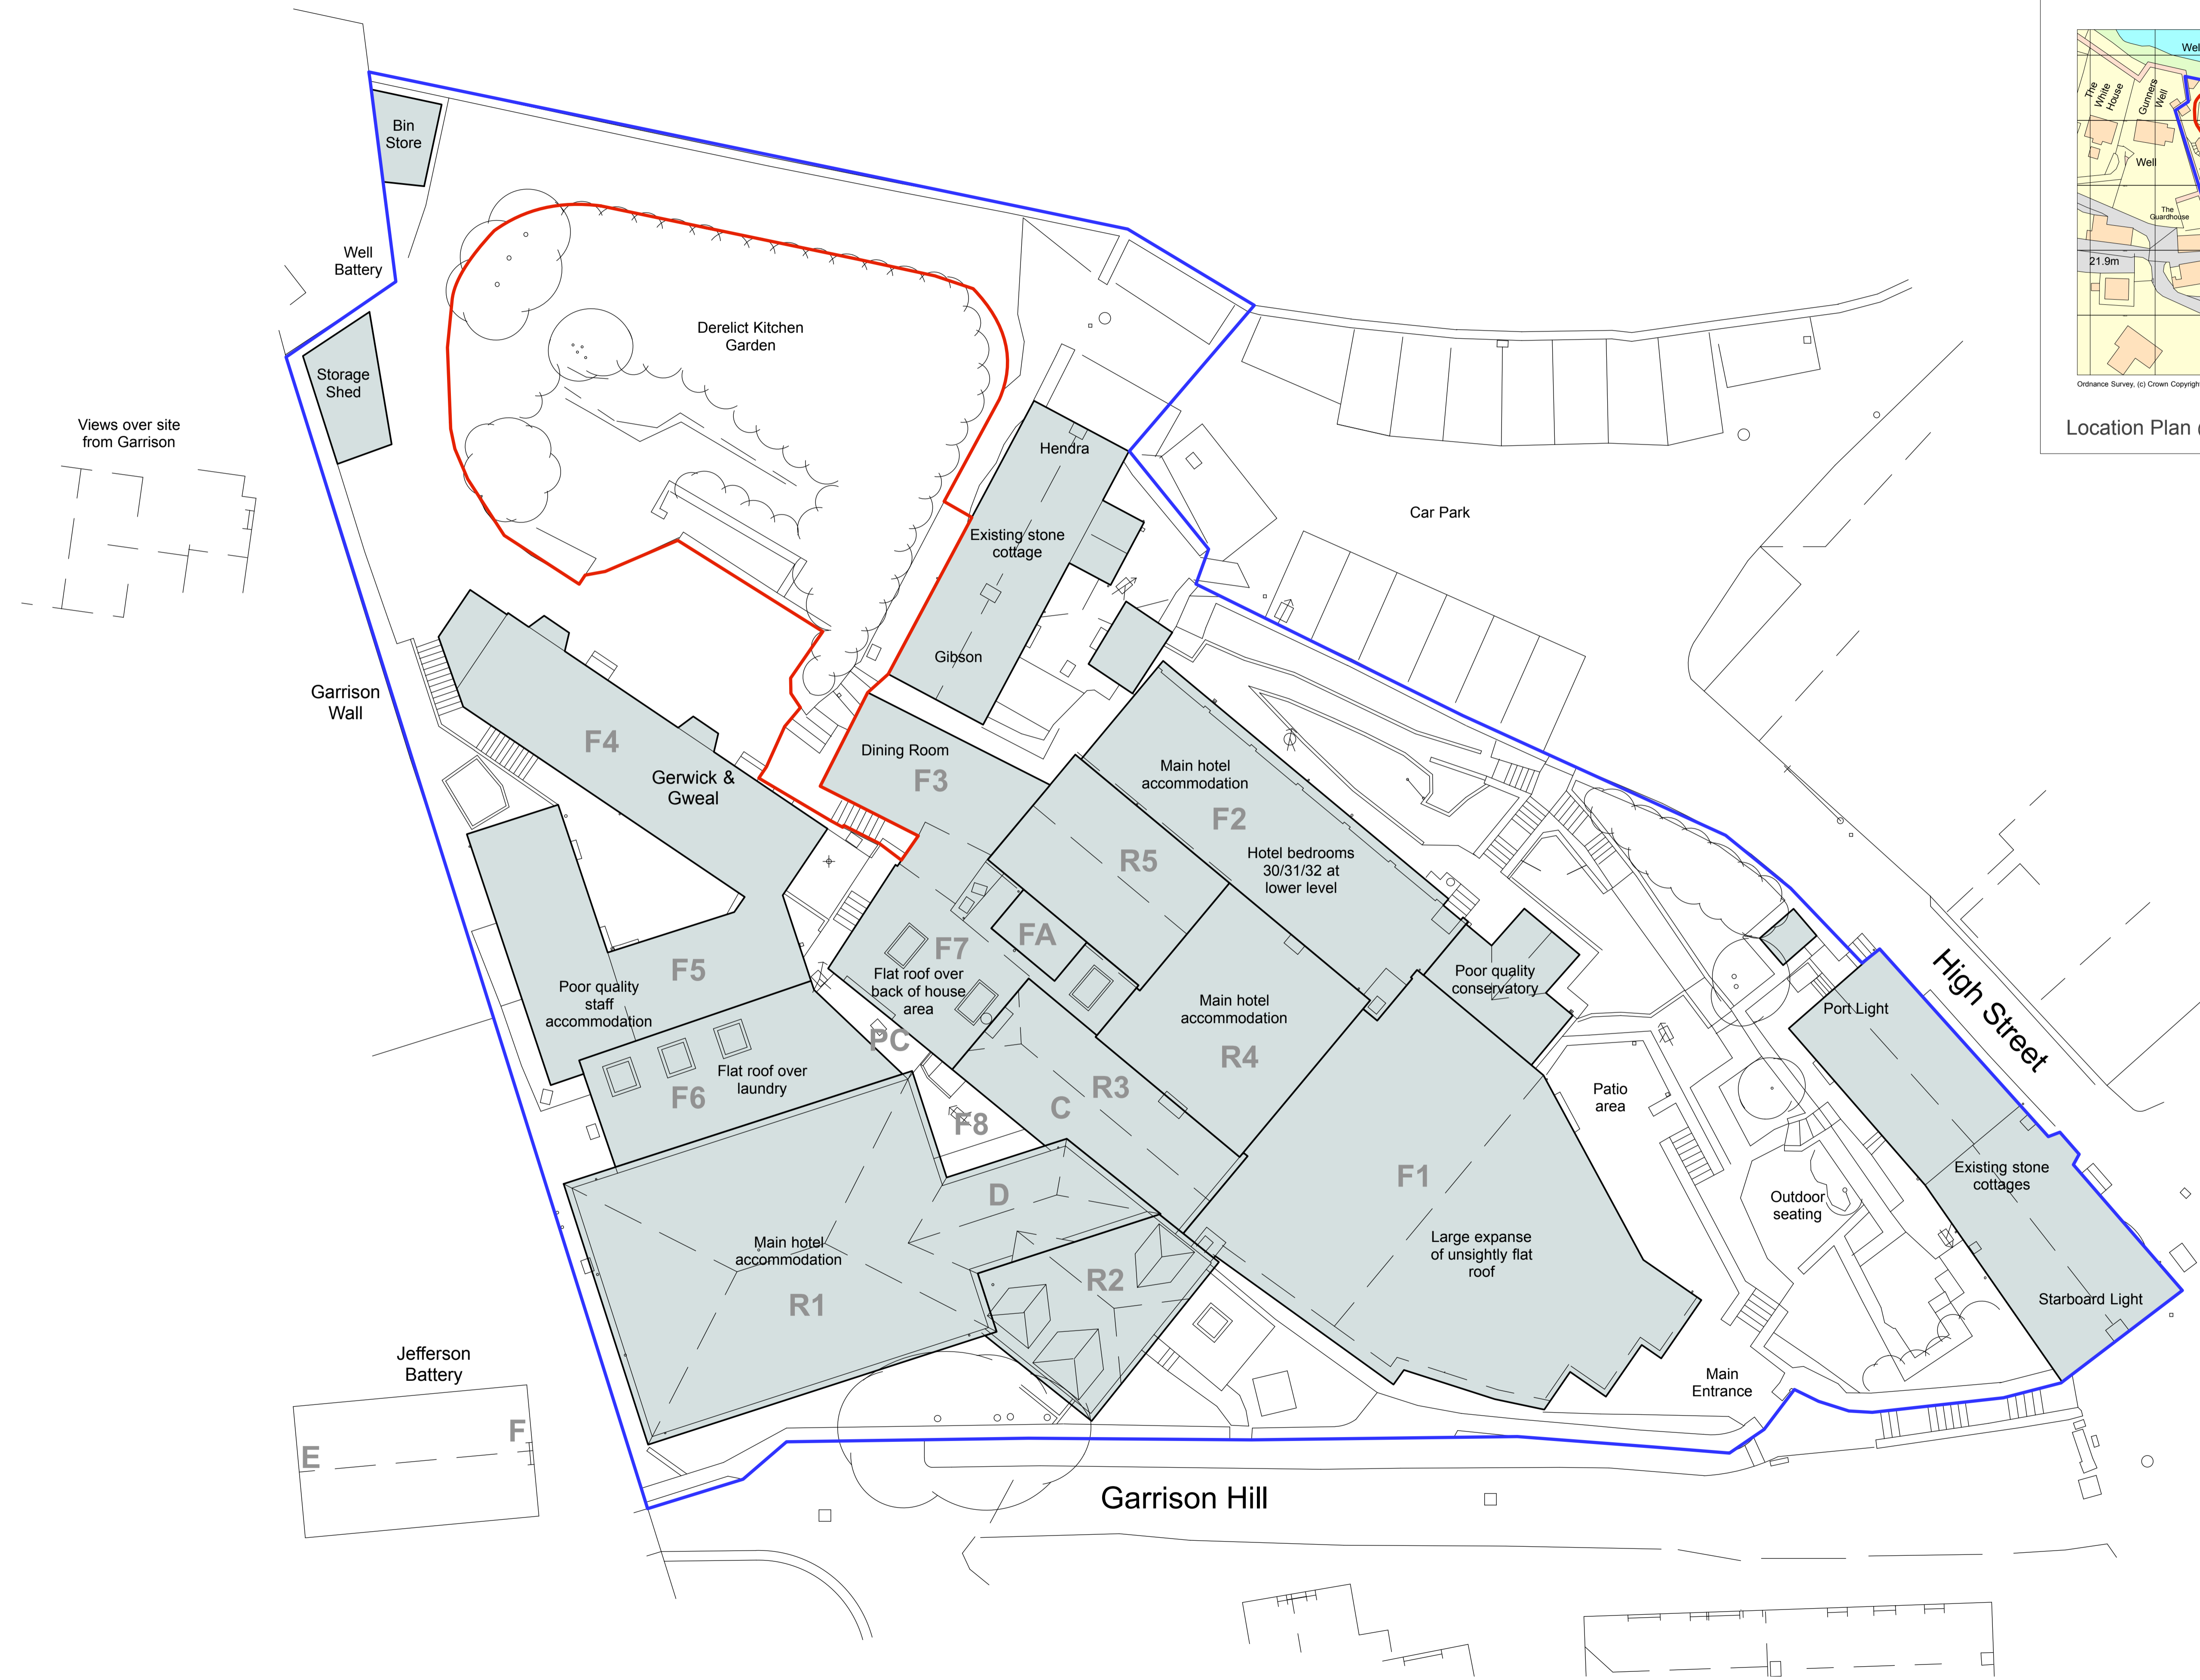 Bin
Store
Well
Battery
Storage
Shed
Views over site
from Garrison
Derelict Kitchen
Garden
Hendra
Existing stone
cottage
Gibson
Car Park
Garrison
Wall
F4
Gerwick &
Gweal
Dining Room
F3
Main hotel
accommodation
F2
Hotel bedrooms
30/31/32 at
lower level
R5
FA
F7
Flat roof over
back of house
area
F5
Poor quality
staff
accommodation
PC
Flat roof over
laundry
F6
F8
Main hotel
accommodation
R4
R3
C
Poor quality
conservatory
Port Light
High Street
Patio
area
F1
Large expanse
of unsightly flat
roof
Outdoor
seating
Existing stone
cottages
Starboard Light
D
Main hotel
accommodation
R1
R2
Main
Entrance
Jefferson
Battery
E
F
Garrison Hill
The
White
House
Gunners
Well
Well
The
Guardhouse
21.9m
Ordnance Survey, (c) Crown Copyright
Location Plan